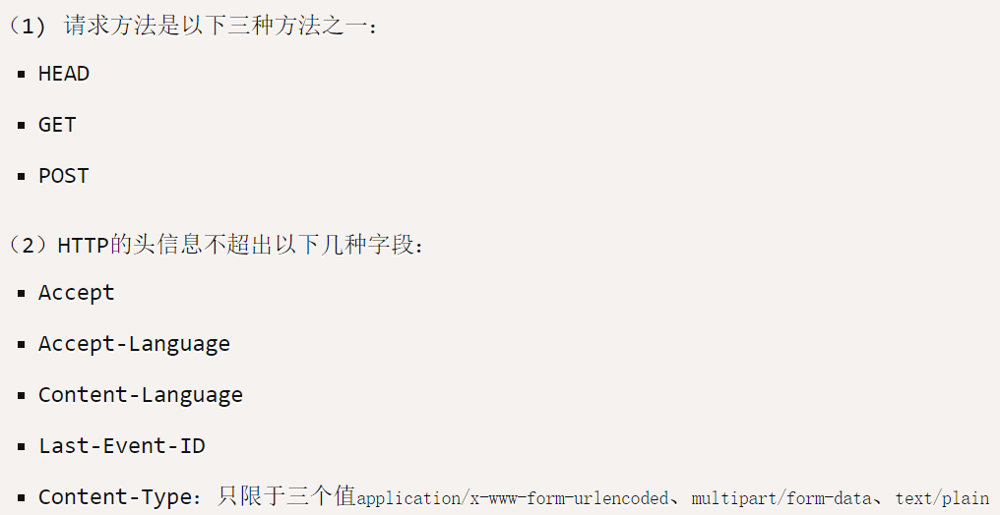 （1) 请求方法是以下三种方法之一：
▪ HEAD
▪ GET
▪ POST
（2）HTTP的头信息不超出以下几种字段：
▪ Accept
▪ Accept-Language
▪ Content-Language
▪ Last-Event-ID
▪ Content-Type：只限于三个值application/x-www-form-urlencoded、multipart/form-data、text/plain